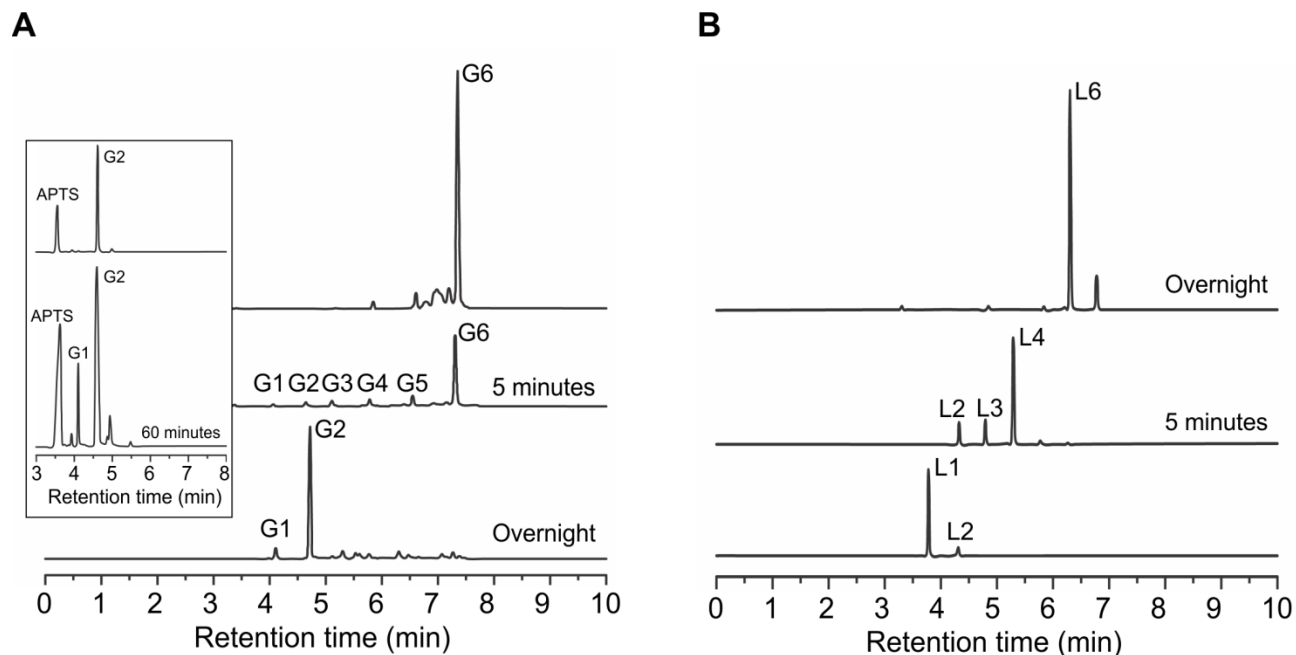 A
G6
G2
APTS
G2
APTS
G1
60 minutes
3 4 5 6 7 8
Retention time (min)
G6
G1 G2 G3 G4 G5
5 minutes
G2
G1
Overnight
0 1 2 3 4 5 6 7 8 9 10
Retention time (min)
B
L6
Overnight
L4
L2 L3
5 minutes
L1
L2
0 1 2 3 4 5 6 7 8 9 10
Retention time (min)